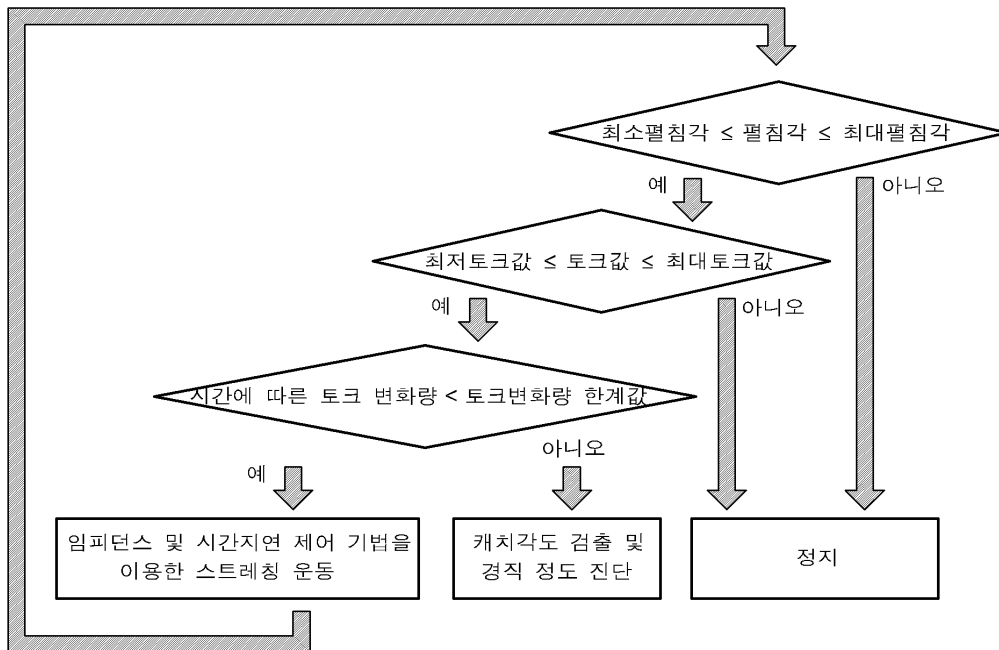 최소펼침각 ≤ 펼침각 ≤ 최대펼침각
예
아니오
최저토크값 ≤ 토크값 ≤ 최대토크값
예
아니오
시간에 따른 토크 변화량 < 토크변화량 한계값
예
아니오
임피던스 및 시간지연 제어 기법을
이용한 스트레칭 운동
캐치각도 검출 및
경직 정도 진단
정지